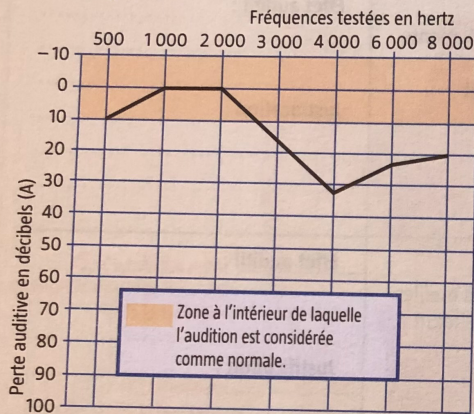 Fréquences testées en hertz
500 1 000 2 000 3 000 4 000 6 000 8 000
Perte auditive en décibels (A)
–10
0
10
20
30
40
50
60
70
80
90
100
Zone à l'intérieur de laquelle
l'audition est considérée
comme normale.